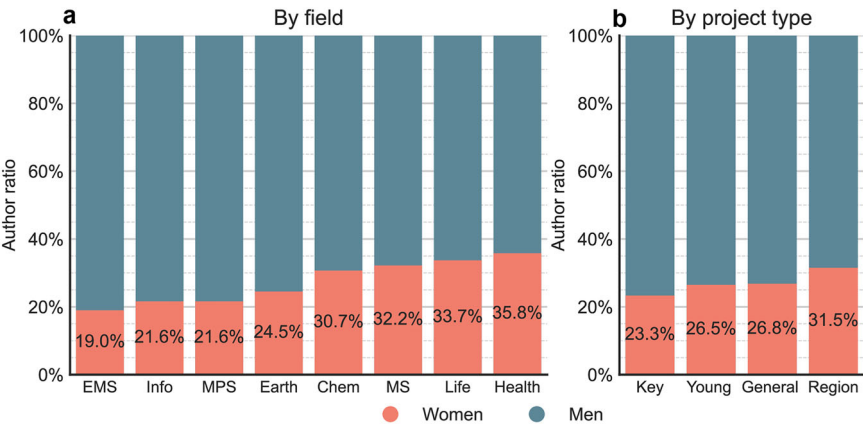 a By field
b By project type
Author ratio
100%
80%
60%
40%
20%
0%
19.0% 21.6% 21.6% 24.5% 30.7% 32.2% 33.7% 35.8%
EMS Info MPS Earth Chem MS Life Health
Author ratio
100%
80%
60%
40%
20%
0%
23.3% 26.5% 26.8% 31.5%
Key Young General Region
Women Men